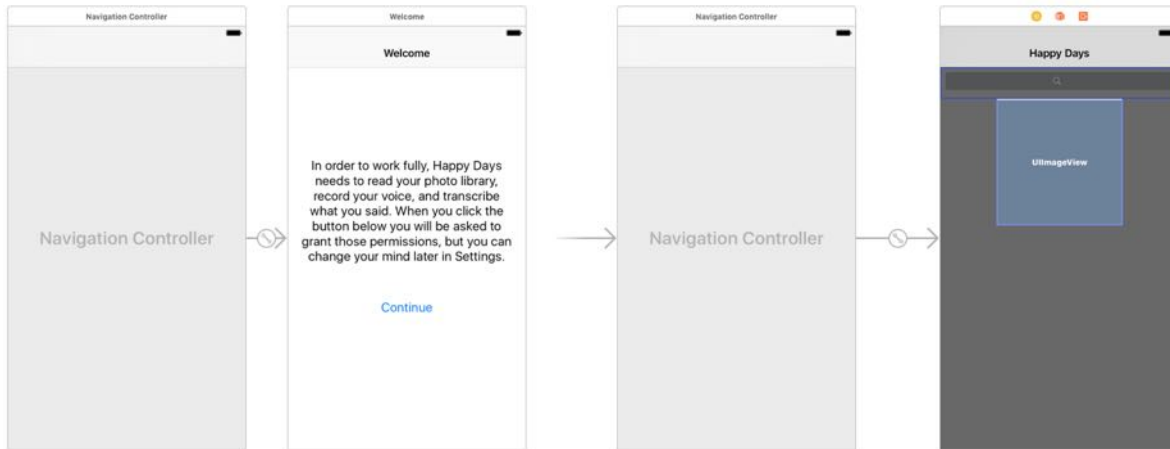 Navigation Controller
Navigation Controller
Welcome
Welcome
In order to work fully, Happy Days
needs to read your photo library,
record your voice, and transcribe
what you said. When you click the
button below you will be asked to
grant those permissions, but you can
change your mind later in Settings.
Continue
Navigation Controller
Navigation Controller
Happy Days
UIImageView